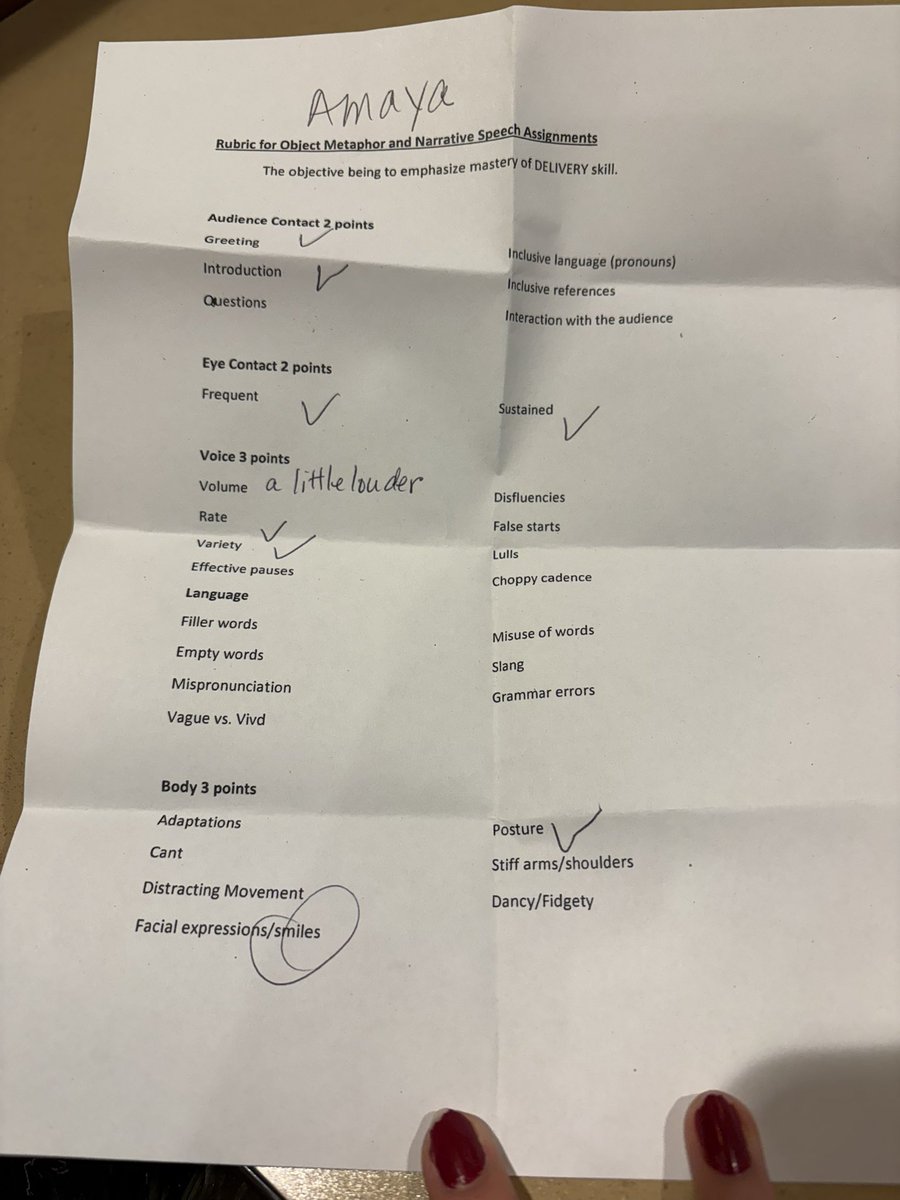 Amaya
Rubric for Object Metaphor and Narrative Speech Assignments
The objective being to emphasize mastery of DELIVERY skill.
Audience Contact 2 points
Greeting ✓
Introduction ✓
Questions
Inclusive language (pronouns)
Inclusive references
Interaction with the audience
Eye Contact 2 points
Frequent ✓
Sustained ✓
Voice 3 points
Volume a little louder
Rate ✓
Variety ✓
Effective pauses
Disfluencies
False starts
Lulls
Choppy cadence
Language
Filler words
Empty words
Mispronunciation
Vague vs. Vivd
Misuse of words
Slang
Grammar errors
Body 3 points
Adaptations
Cant
Distracting Movement
Facial expressions/smiles
Posture ✓
Stiff arms/shoulders
Dancy/Fidgety